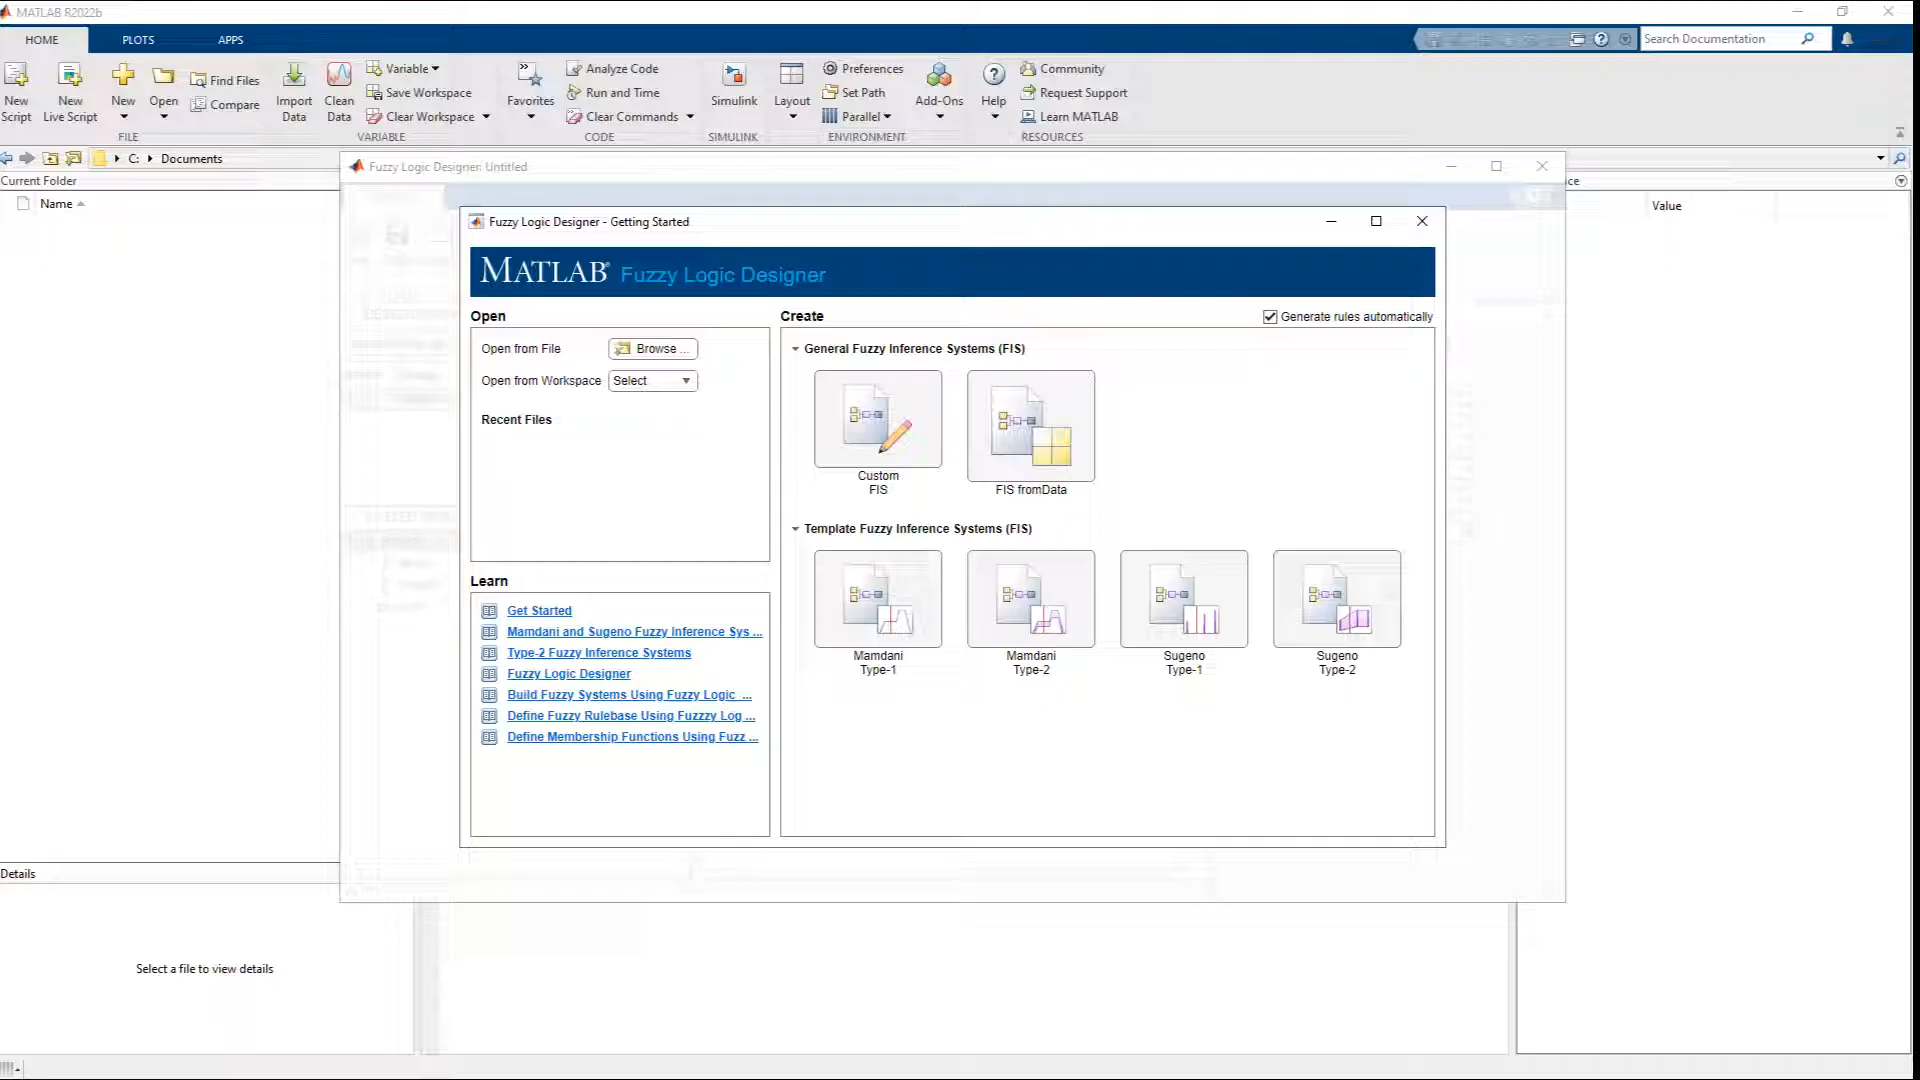 MATLAB R2022b
HOME
PLOTS
APPS
Search Documentation
New Script
New Live Script
New
Open
Find Files
Compare
FILE
Import Data
Clean Data
Variable
Save Workspace
Clear Workspace
VARIABLE
Favorites
Analyze Code
Run and Time
Clear Commands
CODE
Simulink
SIMULINK
Layout
Preferences
Set Path
Parallel
ENVIRONMENT
Add-Ons
Help
Community
Request Support
Learn MATLAB
RESOURCES
C:
Documents
Current Folder
Name
Fuzzy Logic Designer: Untitled
ce
Value
Fuzzy Logic Designer - Getting Started
MATLAB® Fuzzy Logic Designer
Open
Open from File
Browse ...
Open from Workspace
Select
Recent Files
Learn
Get Started
Mamdani and Sugeno Fuzzy Inference Sys ...
Type-2 Fuzzy Inference Systems
Fuzzy Logic Designer
Build Fuzzy Systems Using Fuzzy Logic ...
Define Fuzzy Rulebase Using Fuzzzy Log ...
Define Membership Functions Using Fuzz ...
Create
Generate rules automatically
General Fuzzy Inference Systems (FIS)
Custom
FIS
FIS fromData
Template Fuzzy Inference Systems (FIS)
Mamdani
Type-1
Mamdani
Type-2
Sugeno
Type-1
Sugeno
Type-2
Details
Select a file to view details